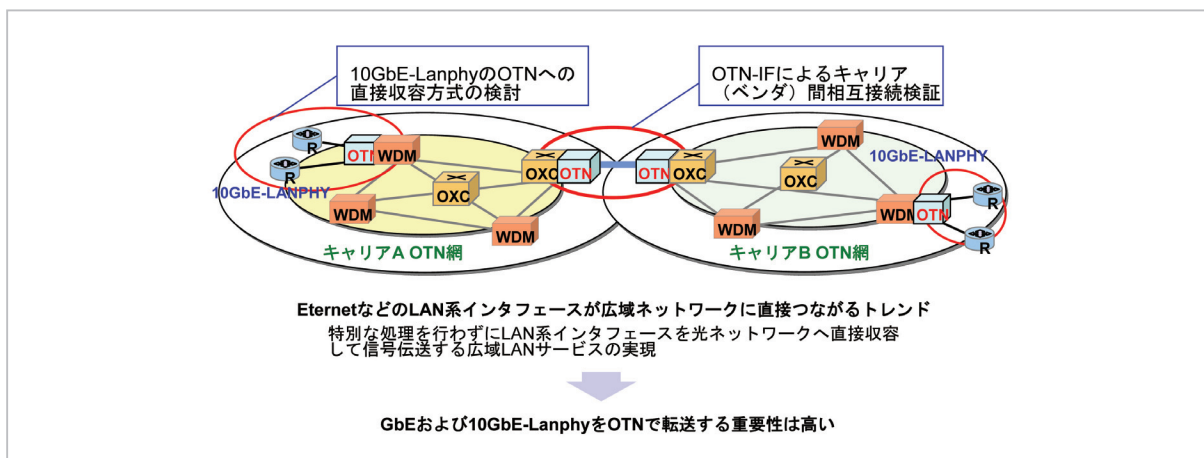 10GbE-LanphyのOTNへの
直接収容方式の検討
OTN-IFによるキャリア
（ベンダ）間相互接続検証
R
R
OTN
WDM
10GbE-LANPHY
OXC
OTN
OXC
WDM
WDM
キャリアA OTN網
OTN
OXC
WDM
10GbE-LANPHY
OXC
WDM
WDM
OTN
R
R
キャリアB OTN網
EternetなどのLAN系インタフェースが広域ネットワークに直接つながるトレンド
特別な処理を行わずにLAN系インタフェースを光ネットワークへ直接収容
して信号伝送する広域LANサービスの実現
GbEおよび10GbE-LanphyをOTNで転送する重要性は高い